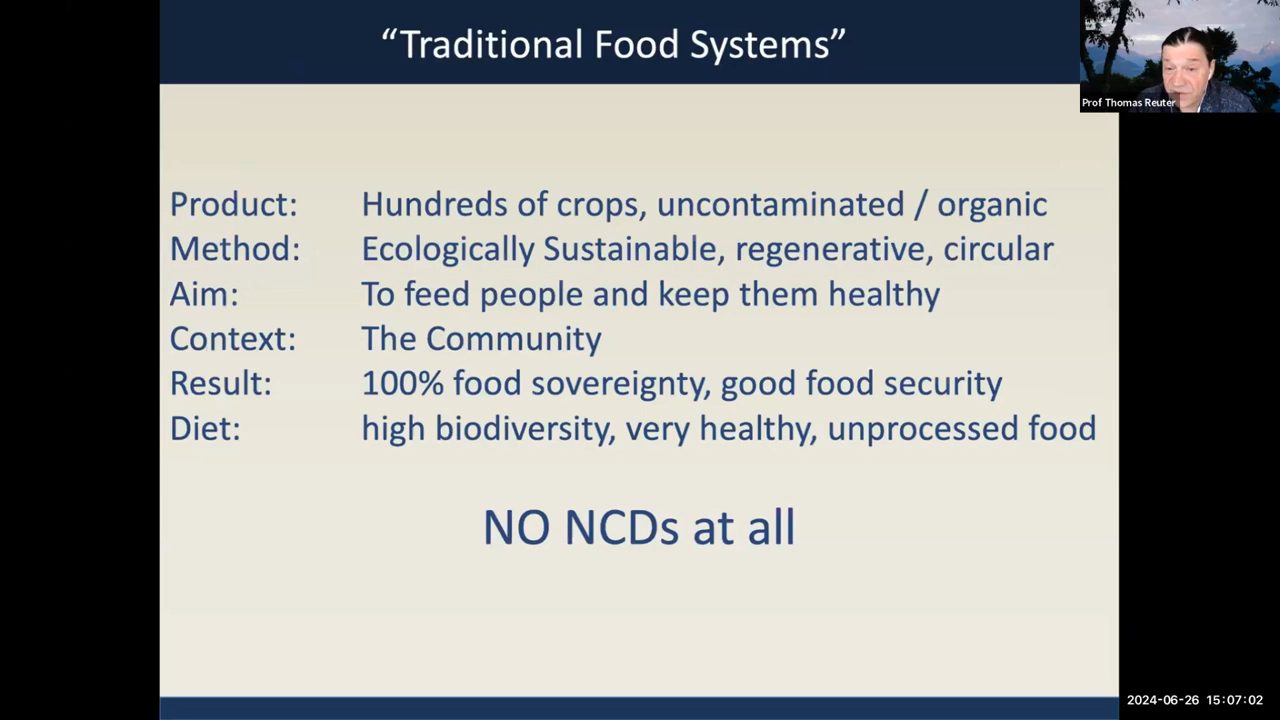 “Traditional Food Systems”
Prof Thomas Reuter
Product: Hundreds of crops, uncontaminated / organic
Method: Ecologically Sustainable, regenerative, circular
Aim: To feed people and keep them healthy
Context: The Community
Result: 100% food sovereignty, good food security
Diet: high biodiversity, very healthy, unprocessed food
NO NCDs at all
2024-06-26 15:07:02